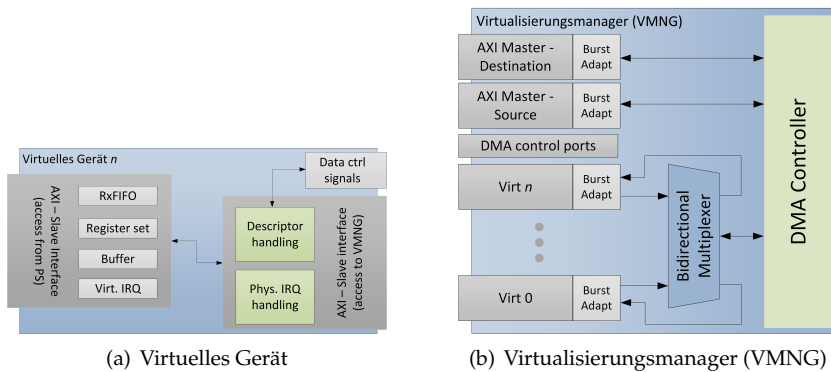 Virtuelles Gerät n
Data ctrl
signals
AXI – Slave Interface
(access from PS)
RxFIFO
Register set
Buffer
Virt. IRQ
Descriptor
handling
Phys. IRQ
handling
AXI – Slave interface
(access to VMNG)
(a) Virtuelles Gerät
Virtualisierungsmanager (VMNG)
AXI Master -
Destination
Burst
Adapt
AXI Master -
Source
Burst
Adapt
DMA control ports
Virt n
Burst
Adapt
Virt 0
Burst
Adapt
Bidirectional
Multiplexer
DMA Controller
(b) Virtualisierungsmanager (VMNG)